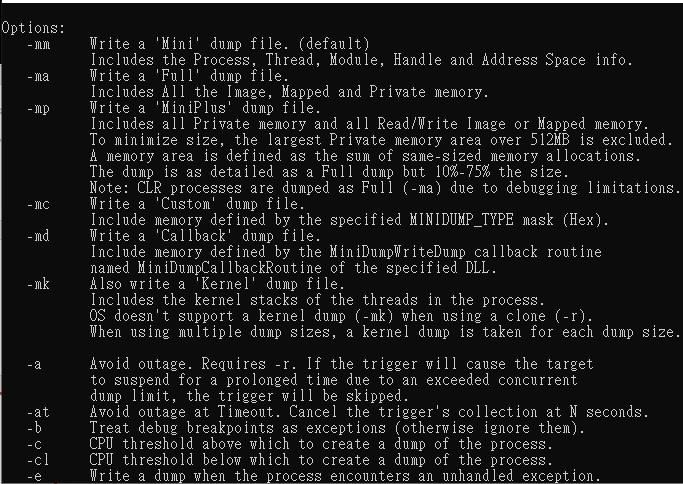 Options:
-mm Write a 'Mini' dump file. (default)
Includes the Process, Thread, Module, Handle and Address Space info.
-ma Write a 'Full' dump file.
Includes All the Image, Mapped and Private memory.
-mp Write a 'MiniPlus' dump file.
Includes all Private memory and all Read/Write Image or Mapped memory.
To minimize size, the largest Private memory area over 512MB is excluded.
A memory area is defined as the sum of same-sized memory allocations.
The dump is as detailed as a Full dump but 10%-75% the size.
Note: CLR processes are dumped as Full (-ma) due to debugging limitations.
-mc Write a 'Custom' dump file.
Include memory defined by the specified MINIDUMP_TYPE mask (Hex).
-md Write a 'Callback' dump file.
Include memory defined by the MiniDumpWriteDump callback routine
named MiniDumpCallbackRoutine of the specified DLL.
-mk Also write a 'Kernel' dump file.
Includes the kernel stacks of the threads in the process.
OS doesn't support a kernel dump (-mk) when using a clone (-r).
When using multiple dump sizes, a kernel dump is taken for each dump size.
-a Avoid outage. Requires -r. If the trigger will cause the target
to suspend for a prolonged time due to an exceeded concurrent
dump limit, the trigger will be skipped.
-at Avoid outage at Timeout. Cancel the trigger's collection at N seconds.
-b Treat debug breakpoints as exceptions (otherwise ignore them).
-c CPU threshold above which to create a dump of the process.
-cl CPU threshold below which to create a dump of the process.
-e Write a dump when the process encounters an unhandled exception.